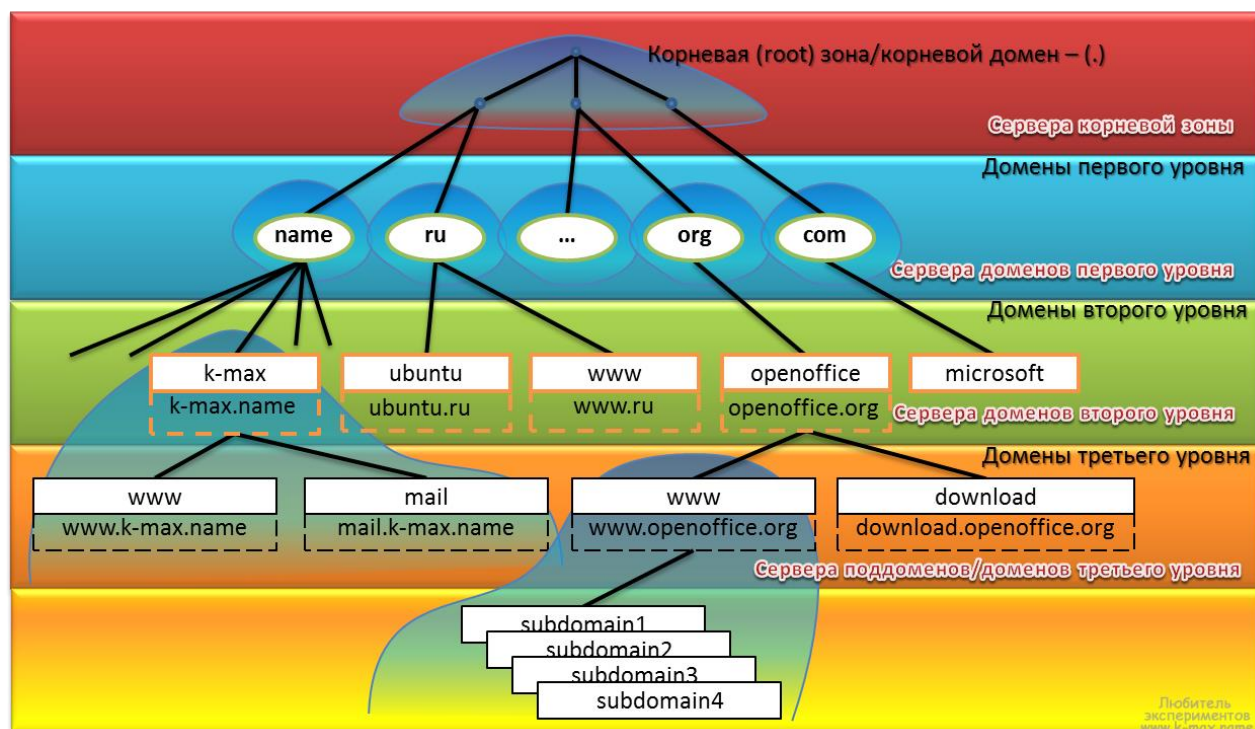 Корневая (root) зона/корневой домен – (.)
Сервера корневой зоны
Домены первого уровня
name
ru
...
org
com
Сервера доменов первого уровня
Домены второго уровня
k-max
ubuntu
www
openoffice
microsoft
k-max.name
ubuntu.ru
www.ru
openoffice.org
Сервера доменов второго уровня
Домены третьего уровня
www
mail
www
download
www.k-max.name
mail.k-max.name
www.openoffice.org
download.openoffice.org
Сервера поддоменов/доменов третьего уровня
subdomain1
subdomain2
subdomain3
subdomain4
Любитель
экспериментов
www.k-max.name